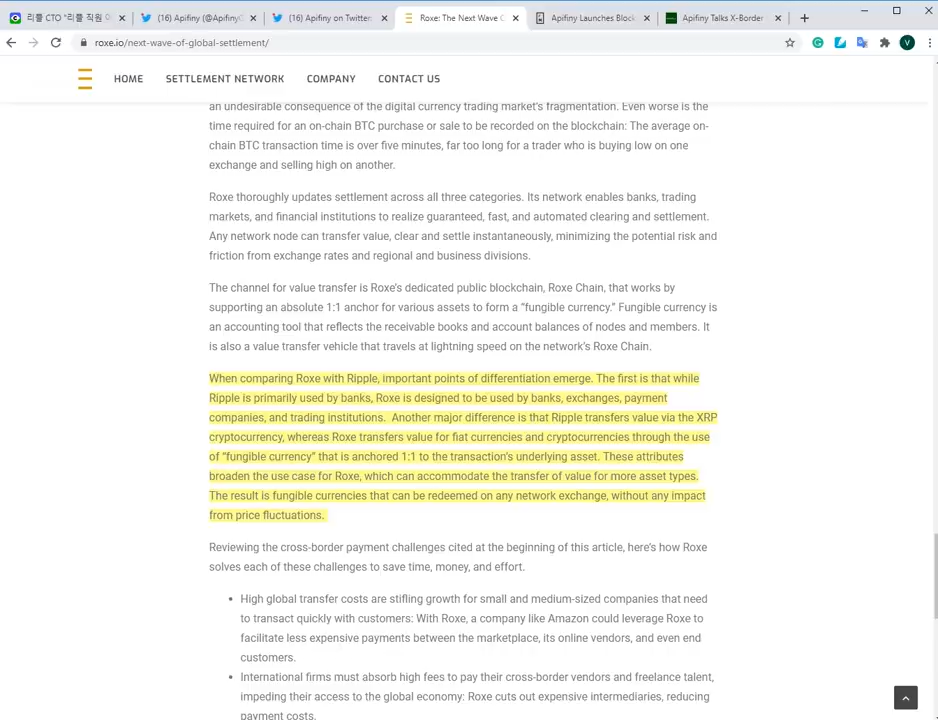 리플 CTO "리플 직원 이
(16) Apifiny (@ApifinyC
(16) Apifiny on Twitter
Roxe: The Next Wave O
Apifiny Launches Block
Apifiny Talks X-Border
roxe.io/next-wave-of-global-settlement/
V
HOME SETTLEMENT NETWORK COMPANY CONTACT US
an undesirable consequence of the digital currency trading market's fragmentation. Even worse is the
time required for an on-chain BTC purchase or sale to be recorded on the blockchain: The average on-
chain BTC transaction time is over five minutes, far too long for a trader who is buying low on one
exchange and selling high on another.
Roxe thoroughly updates settlement across all three categories. Its network enables banks, trading
markets, and financial institutions to realize guaranteed, fast, and automated clearing and settlement.
Any network node can transfer value, clear and settle instantaneously, minimizing the potential risk and
friction from exchange rates and regional and business divisions.
The channel for value transfer is Roxe's dedicated public blockchain, Roxe Chain, that works by
supporting an absolute 1:1 anchor for various assets to form a "fungible currency." Fungible currency is
an accounting tool that reflects the receivable books and account balances of nodes and members. It
is also a value transfer vehicle that travels at lightning speed on the network's Roxe Chain.
When comparing Roxe with Ripple, important points of differentiation emerge. The first is that while
Ripple is primarily used by banks, Roxe is designed to be used by banks, exchanges, payment
companies, and trading institutions. Another major difference is that Ripple transfers value via the XRP
cryptocurrency, whereas Roxe transfers value for fiat currencies and cryptocurrencies through the use
of "fungible currency" that is anchored 1:1 to the transaction's underlying asset. These attributes
broaden the use case for Roxe, which can accommodate the transfer of value for more asset types.
The result is fungible currencies that can be redeemed on any network exchange, without any impact
from price fluctuations.
Reviewing the cross-border payment challenges cited at the beginning of this article, here's how Roxe
solves each of these challenges to save time, money, and effort.
• High global transfer costs are stifling growth for small and medium-sized companies that need
to transact quickly with customers: With Roxe, a company like Amazon could leverage Roxe to
facilitate less expensive payments between the marketplace, its online vendors, and even end
customers.
• International firms must absorb high fees to pay their cross-border vendors and freelance talent,
impeding their access to the global economy: Roxe cuts out expensive intermediaries, reducing
payment costs.